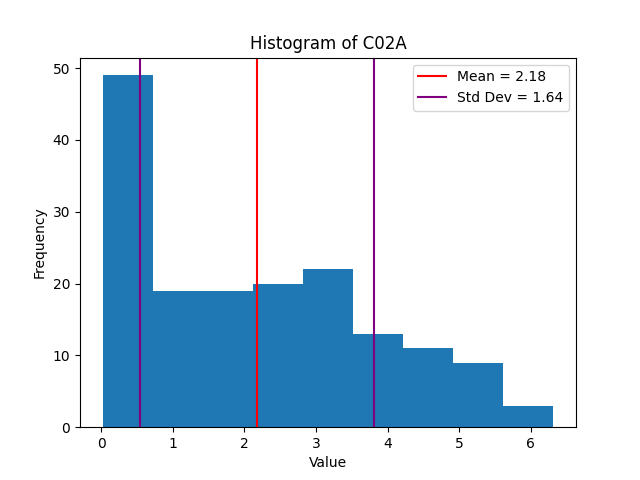 Histogram of C02A
Mean = 2.18
Std Dev = 1.64
Frequency
50
40
30
20
10
0
0 1 2 3 4 5 6
Value